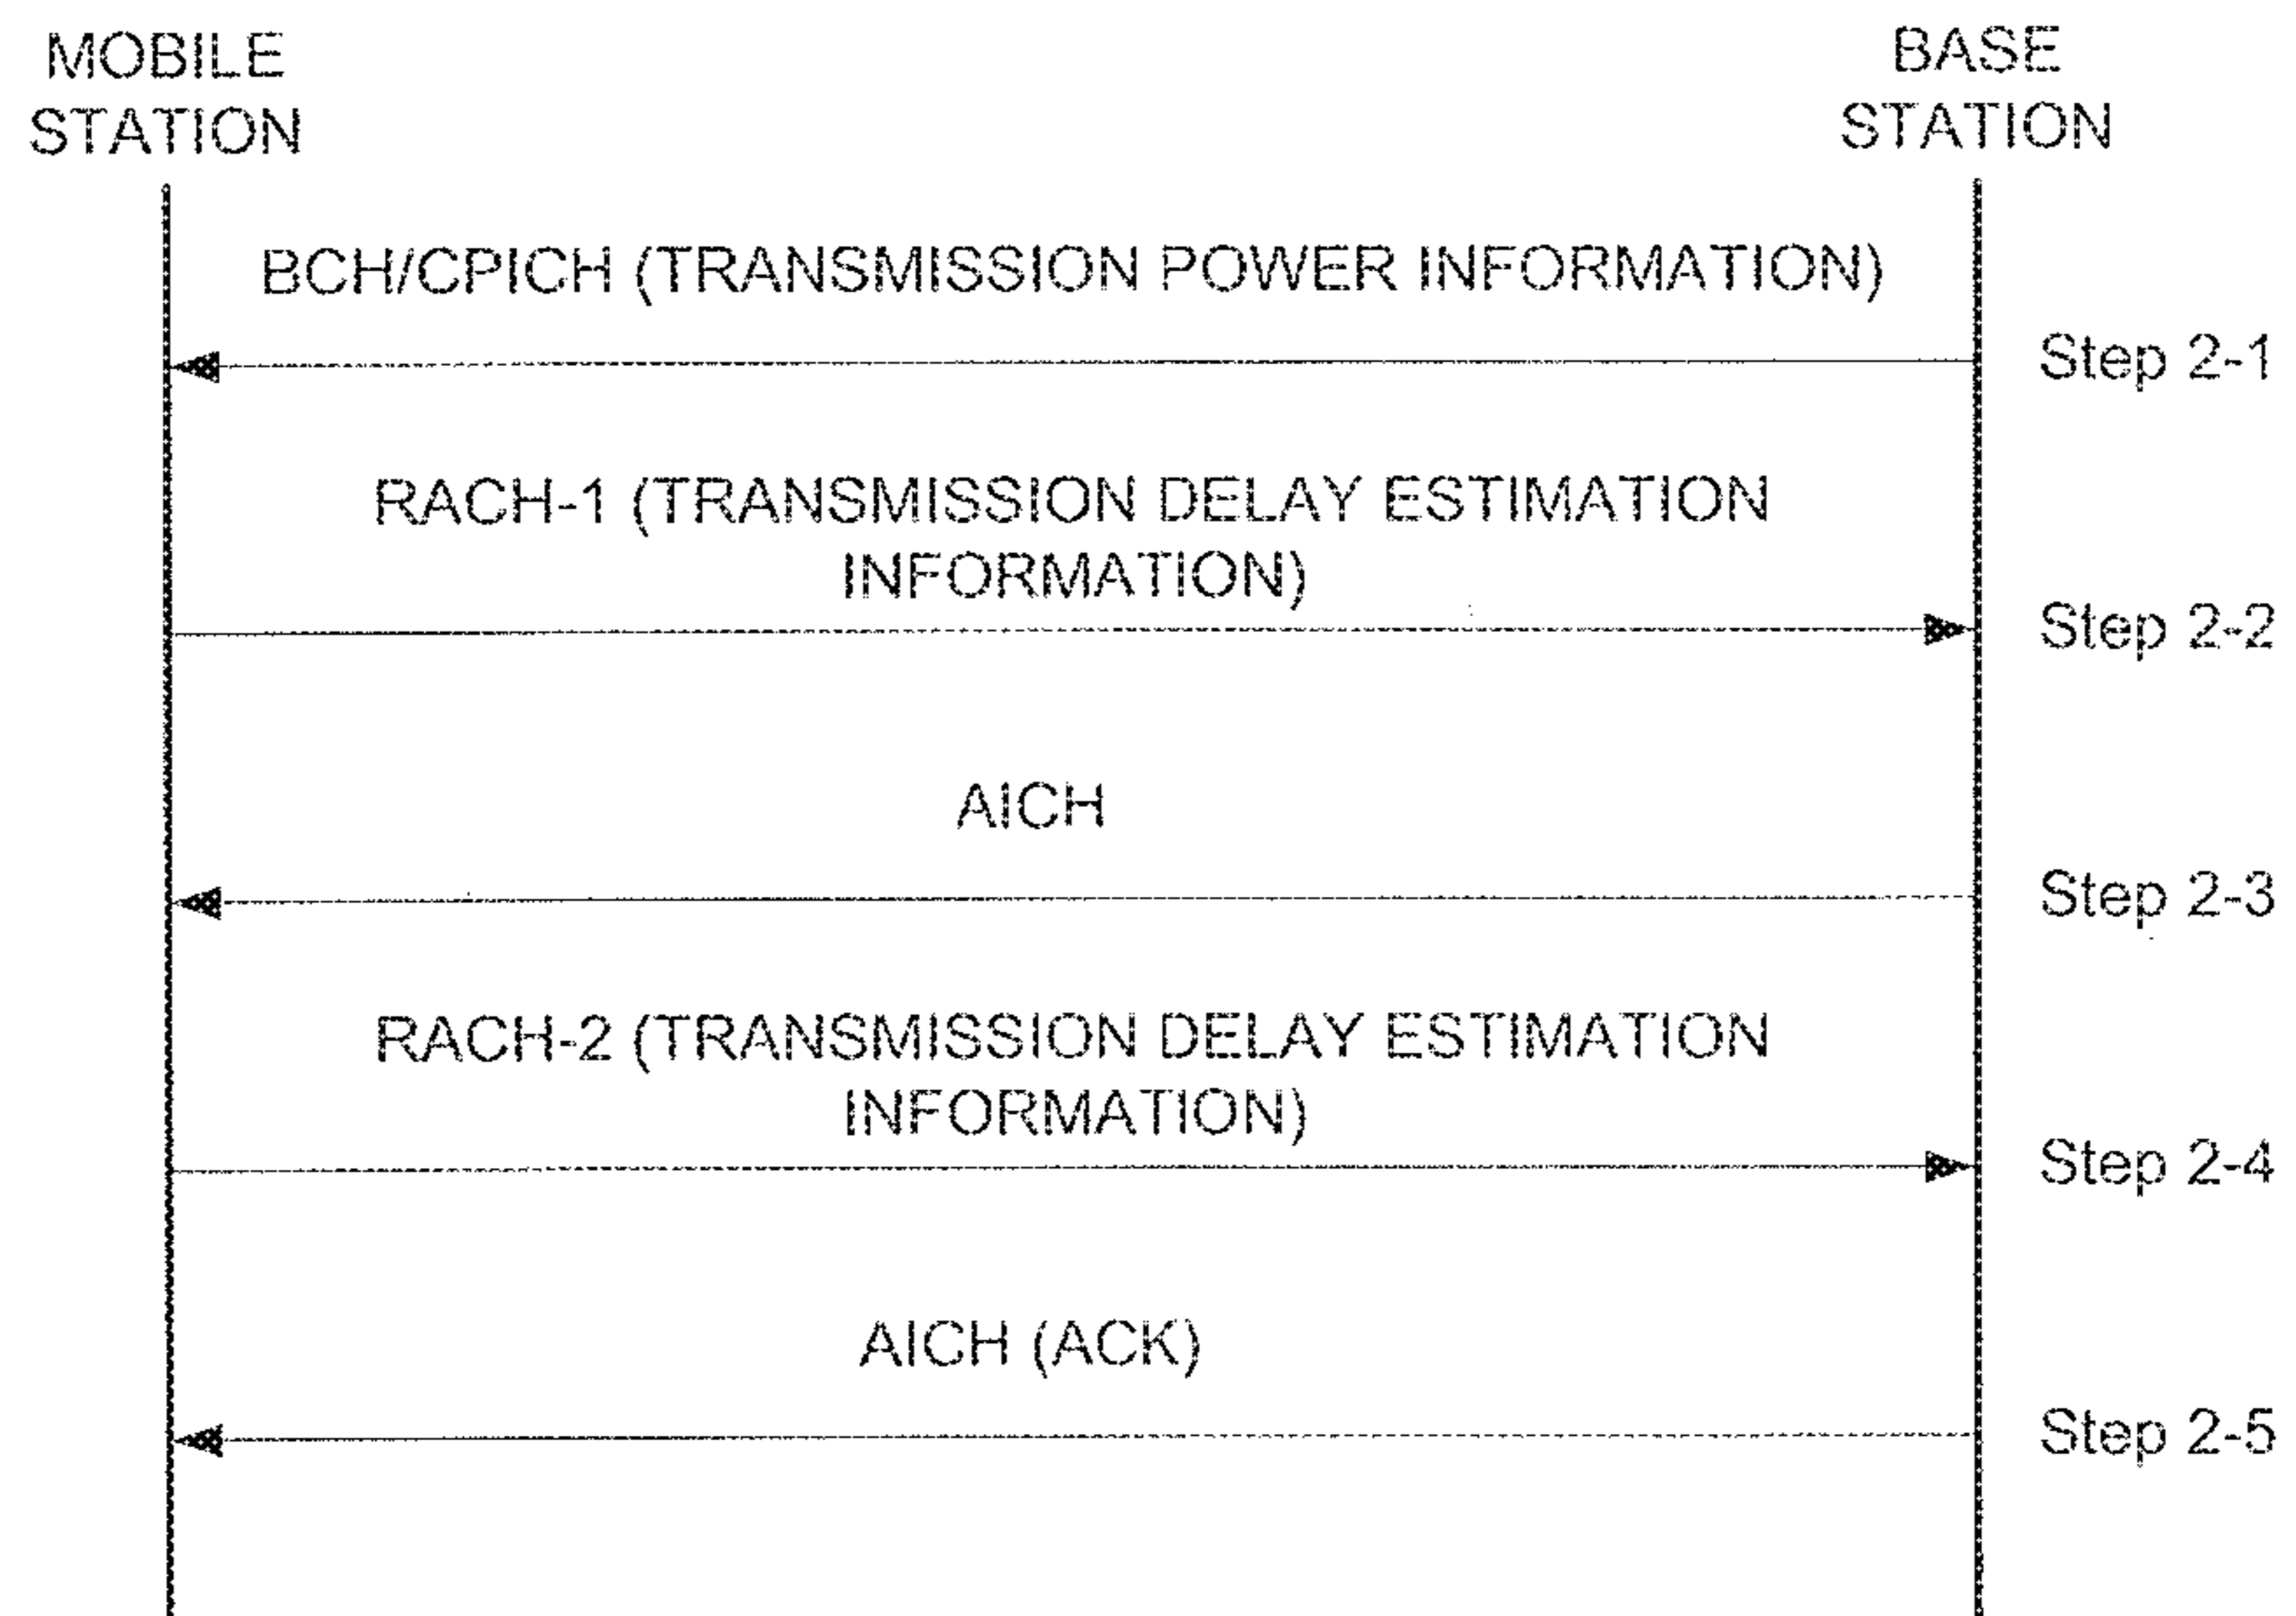 MOBILE
STATION
BASE
STATION
BCH/CPICH (TRANSMISSION POWER INFORMATION)
Step 2-1
RACH-1 (TRANSMISSION DELAY ESTIMATION
INFORMATION)
Step 2-2
AICH
Step 2-3
RACH-2 (TRANSMISSION DELAY ESTIMATION
INFORMATION)
Step 2-4
AICH (ACK)
Step 2-5